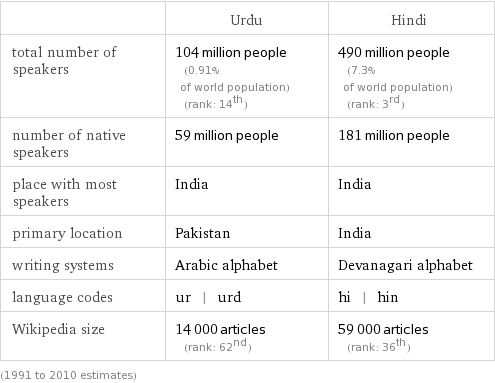 Urdu Hindi
total number of speakers 104 million people (0.91% of world population) (rank: 14th) 490 million people (7.3% of world population) (rank: 3rd)
number of native speakers 59 million people 181 million people
place with most speakers India India
primary location Pakistan India
writing systems Arabic alphabet Devanagari alphabet
language codes ur | urd hi | hin
Wikipedia size 14 000 articles (rank: 62nd) 59 000 articles (rank: 36th)
(1991 to 2010 estimates)